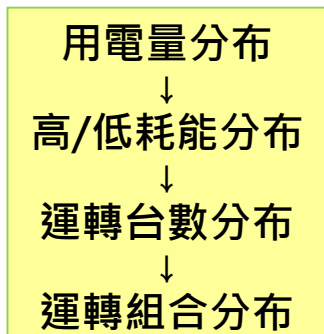 用電量分布
↓
高/低耗能分布
↓
運轉台數分布
↓
運轉組合分布